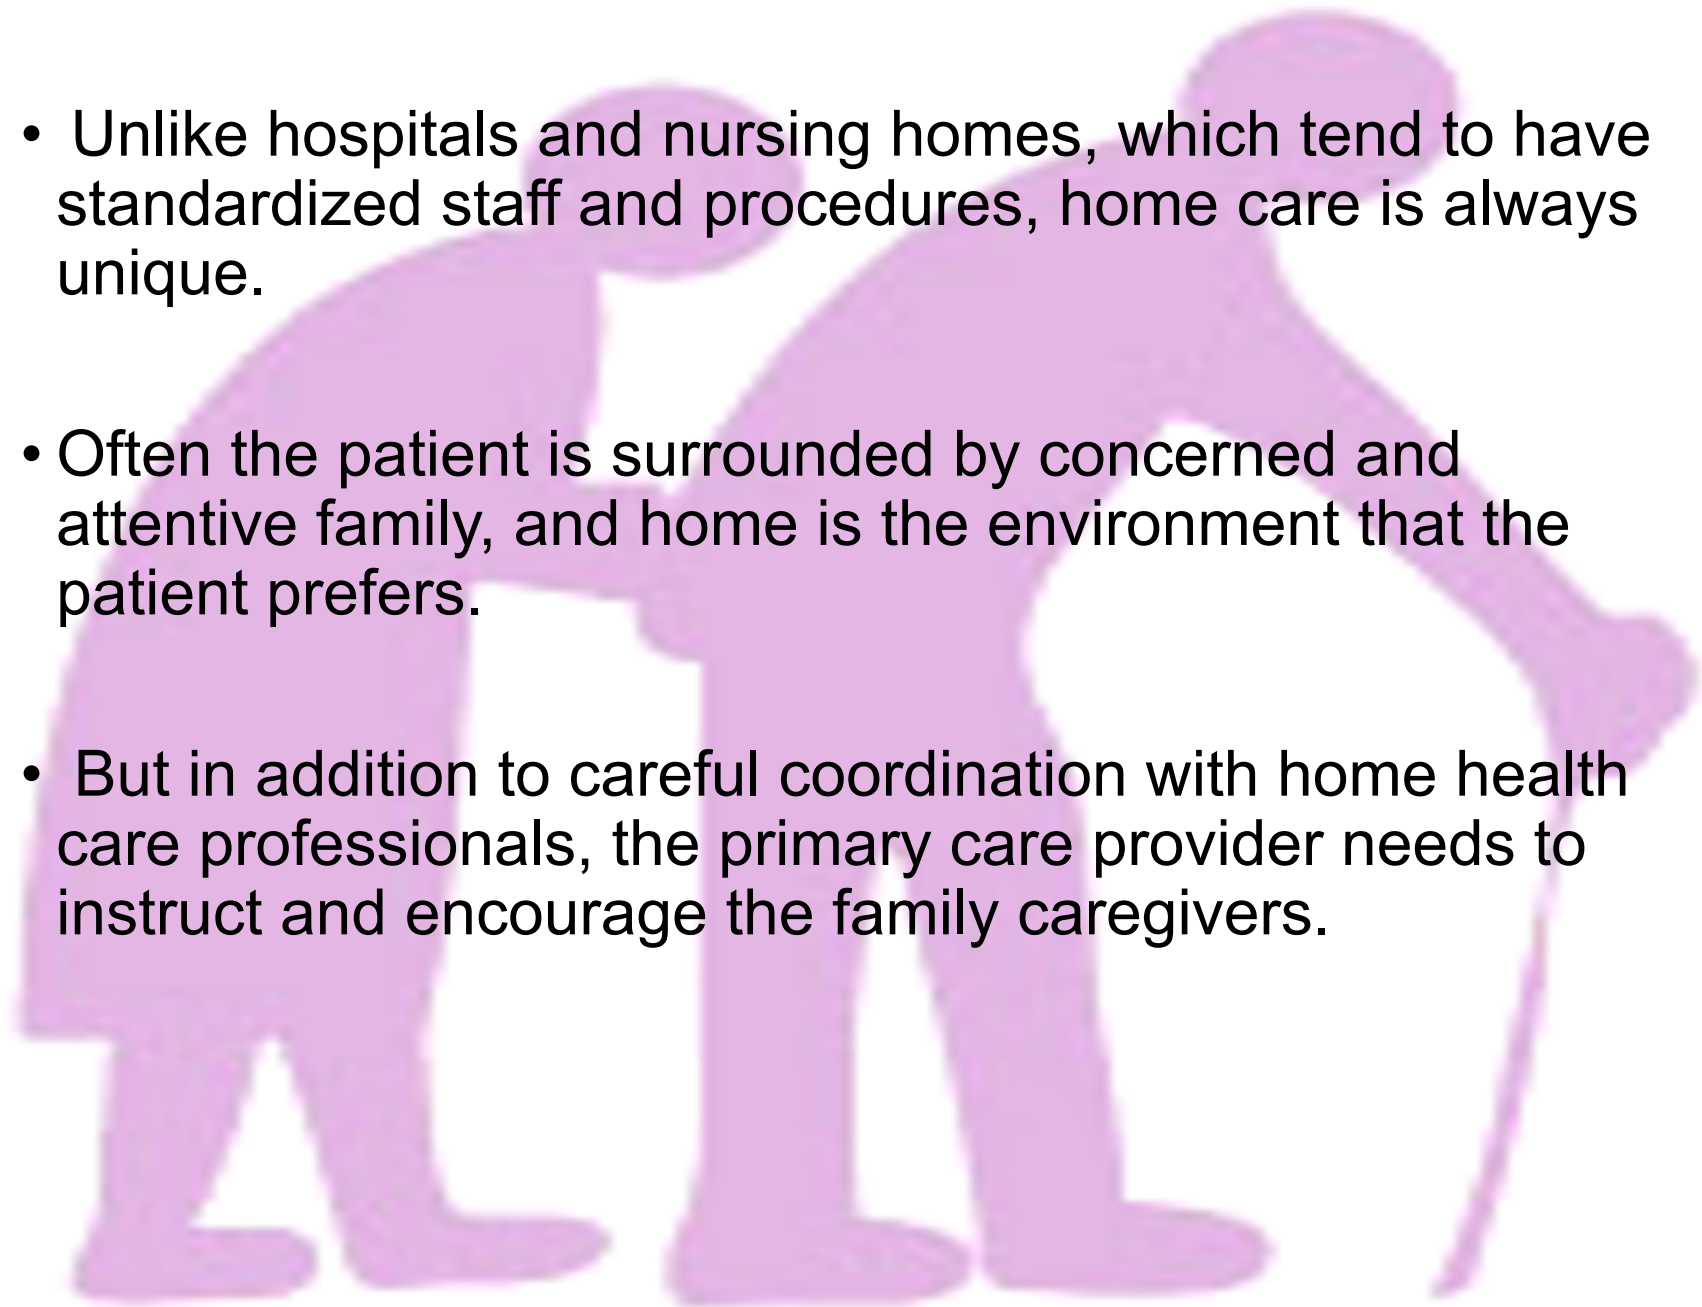 • Unlike hospitals and nursing homes, which tend to have
standardized staff and procedures, home care is always
unique.
• Often the patient is surrounded by concerned and
attentive family, and home is the environment that the
patient prefers.
• But in addition to careful coordination with home health
care professionals, the primary care provider needs to
instruct and encourage the family caregivers.